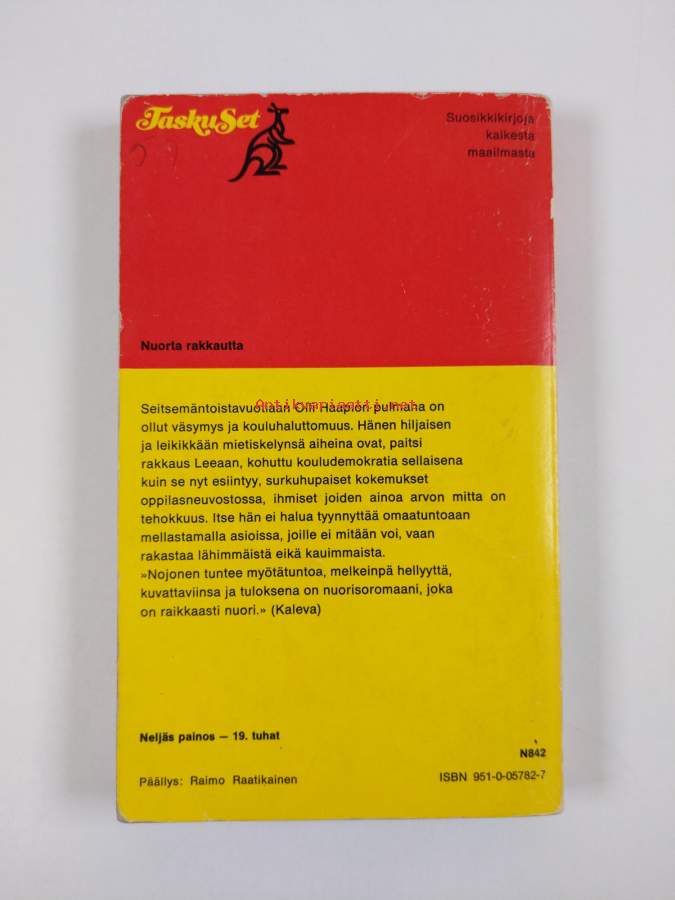 TaskuSet
Suosikkikirjoja
kaikesta
maailmasta
Nuorta rakkautta
Antikvariaatti.net
Seitsemäntoistavuotiaan Olli Haapion pulmana on
ollut väsymys ja kouluhaluttomuus. Hänen hiljaisen
ja leikikkään mietiskelynsä aiheina ovat, paitsi
rakkaus Leeaan, kohuttu kouludemokratia sellaisena
kuin se nyt esiintyy, surkuhupaiset kokemukset
oppilasneuvostossa, ihmiset joiden ainoa arvon mitta on
tehokkuus. Itse hän ei halua tyynnyttää omaatuntoaan
mellastamalla asioissa, joille ei mitään voi, vaan
rakastaa lähimmäistä eikä kauimmaista.
»Nojonen tuntee myötätuntoa, melkeinpä hellyyttä,
kuvattaviinsa ja tuloksena on nuorisoromaani, joka
on raikkaasti nuori.» (Kaleva)
Neljäs painos – 19. tuhat
N842
Päällys: Raimo Raatikainen
ISBN 951-0-05782-7